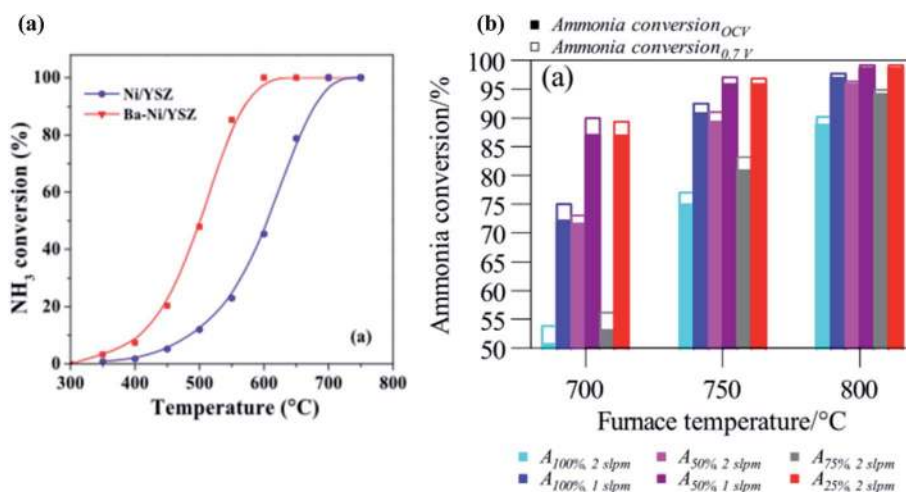 (a)
NH3 conversion (%)
100
80
60
40
20
0
Ni/YSZ
Ba-Ni/YSZ
(a)
300 400 500 600 700 800
Temperature (°C)
(b)
Ammonia conversionOCV
Ammonia conversion0.7 V
(a)
Ammonia conversion/%
100
95
90
85
80
75
70
65
60
55
50
700 750 800
Furnace temperature/°C
A100%, 2 slpm A50%, 2 slpm A75%, 2 slpm
A100%, 1 slpm A50%, 1 slpm A25%, 2 slpm